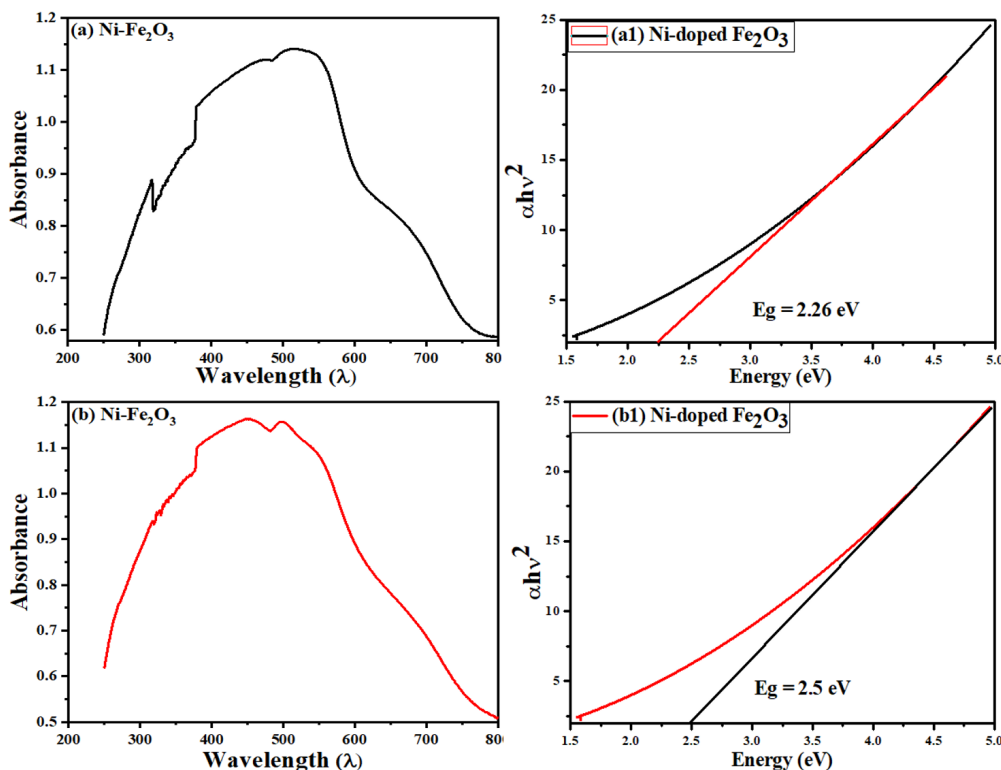 (a) Ni-Fe₂O₃
Absorbance
1.2
1.1
1.0
0.9
0.8
0.7
0.6
200 300 400 500 600 700 800
Wavelength (λ)
(a1) Ni-doped Fe₂O₃
αhν²
25
20
15
10
5
Eg = 2.26 eV
1.5 2.0 2.5 3.0 3.5 4.0 4.5 5.0
Energy (eV)
(b) Ni-Fe₂O₃
Absorbance
1.2
1.1
1.0
0.9
0.8
0.7
0.6
0.5
200 300 400 500 600 700 80
Wavelength (λ)
(b1) Ni-doped Fe₂O₃
αhν²
25
20
15
10
5
Eg = 2.5 eV
1.5 2.0 2.5 3.0 3.5 4.0 4.5 5.0
Energy (eV)